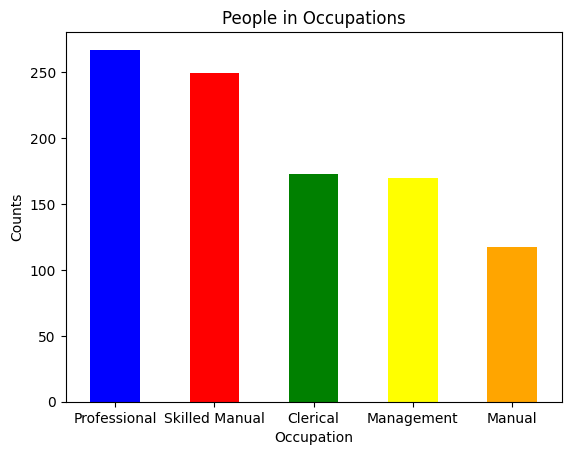 People in Occupations
Counts
250
200
150
100
50
0
Professional Skilled Manual Clerical Management Manual
Occupation